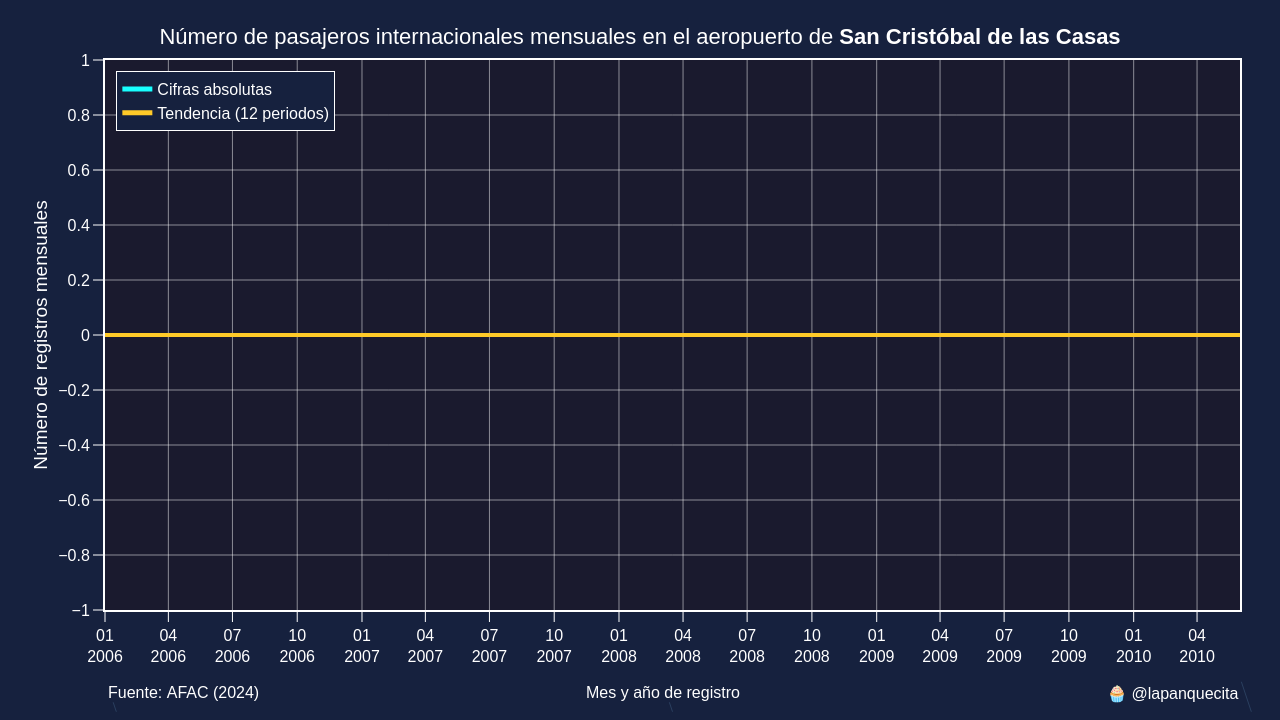 Número de pasajeros internacionales mensuales en el aeropuerto de San Cristóbal de las Casas
Cifras absolutas
Tendencia (12 periodos)
Número de registros mensuales
1
0.8
0.6
0.4
0.2
0
−0.2
−0.4
−0.6
−0.8
−1
01 04 07 10 01 04 07 10 01 04 07 10 01 04 07 10 01 04
2006 2006 2006 2006 2007 2007 2007 2007 2008 2008 2008 2008 2009 2009 2009 2009 2010 2010
Fuente: AFAC (2024)
Mes y año de registro
🧁 @lapanquecita